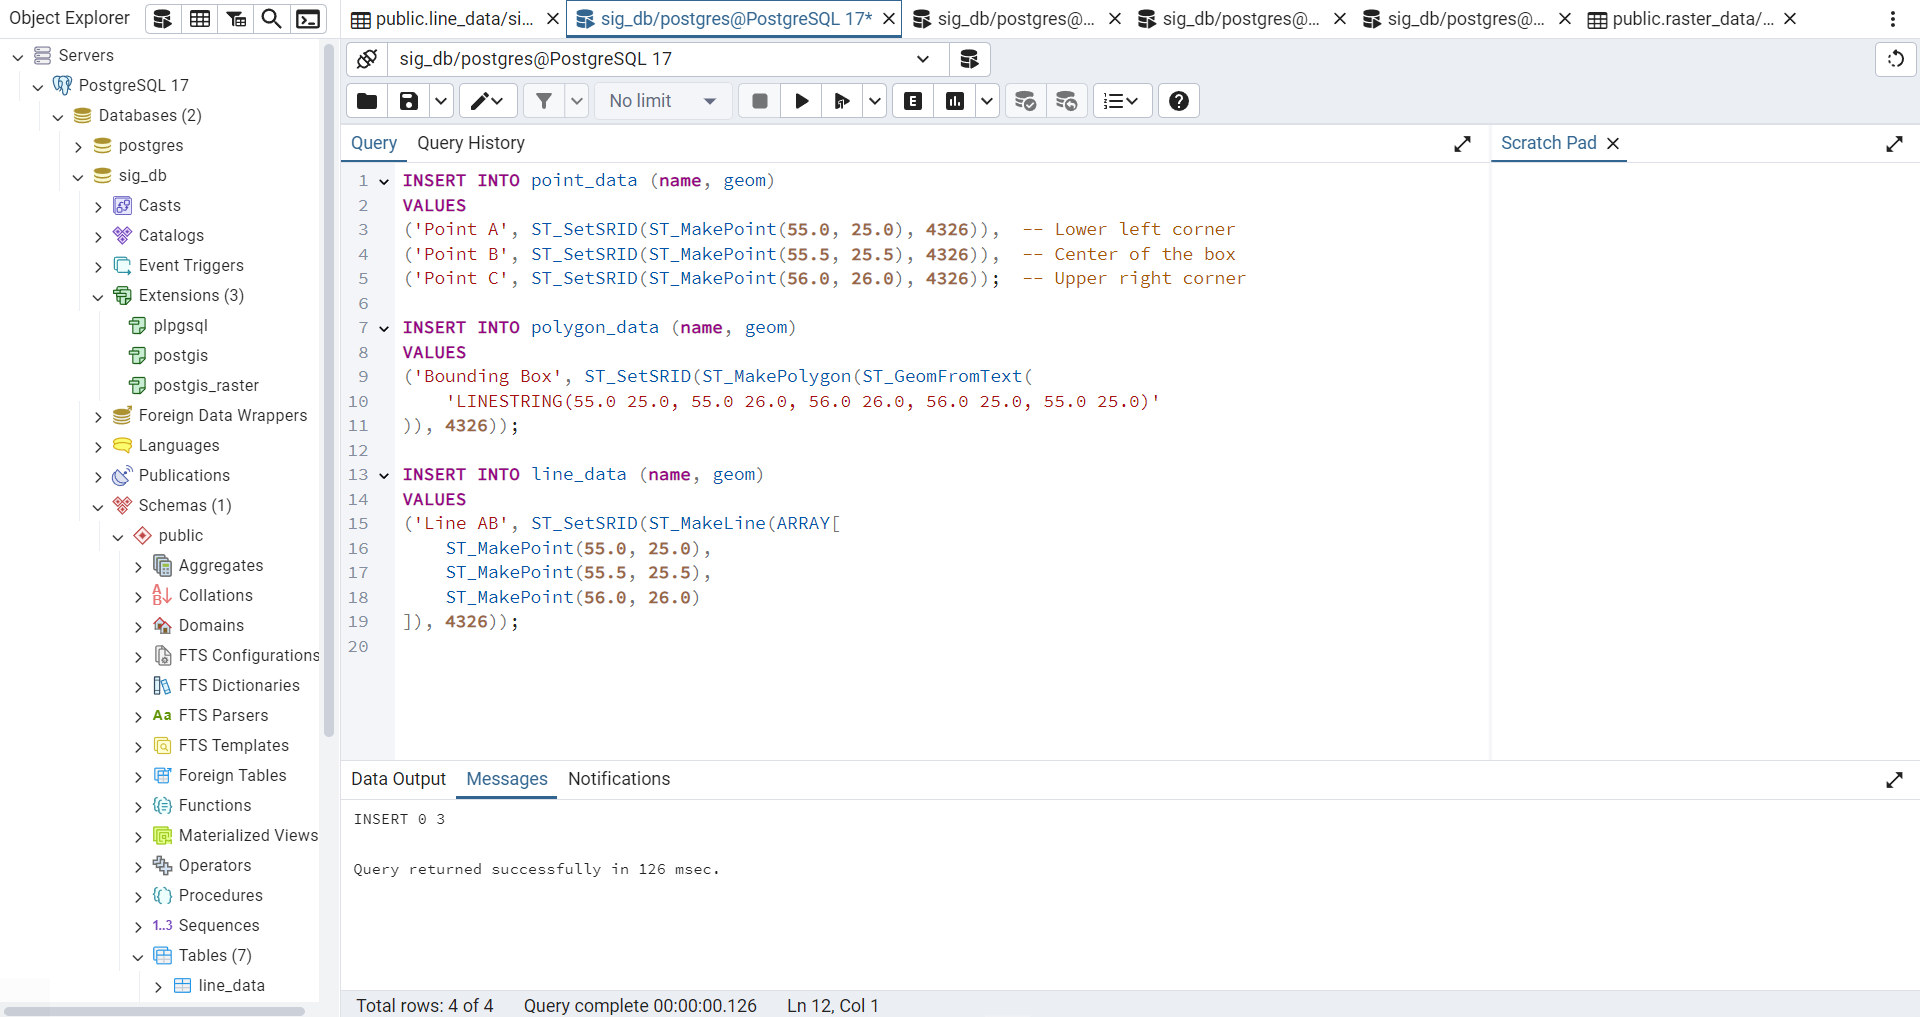 Object Explorer
public.line_data/si...
sig_db/postgres@PostgreSQL 17*
sig_db/postgres@...
sig_db/postgres@...
sig_db/postgres@...
public.raster_data/...
Servers
PostgreSQL 17
Databases (2)
postgres
sig_db
Casts
Catalogs
Event Triggers
Extensions (3)
plpgsql
postgis
postgis_raster
Foreign Data Wrappers
Languages
Publications
Schemas (1)
public
Aggregates
Collations
Domains
FTS Configurations
FTS Dictionaries
Aa FTS Parsers
FTS Templates
Foreign Tables
Functions
Materialized Views
Operators
Procedures
1..3 Sequences
Tables (7)
line_data
sig_db/postgres@PostgreSQL 17
No limit
E
Query
Query History
Scratch Pad
1 INSERT INTO point_data (name, geom)
2 VALUES
3 ('Point A', ST_SetSRID(ST_MakePoint(55.0, 25.0), 4326)),  -- Lower left corner
4 ('Point B', ST_SetSRID(ST_MakePoint(55.5, 25.5), 4326)),  -- Center of the box
5 ('Point C', ST_SetSRID(ST_MakePoint(56.0, 26.0), 4326));  -- Upper right corner
6
7 INSERT INTO polygon_data (name, geom)
8 VALUES
9 ('Bounding Box', ST_SetSRID(ST_MakePolygon(ST_GeomFromText(
10     'LINESTRING(55.0 25.0, 55.0 26.0, 56.0 26.0, 56.0 25.0, 55.0 25.0)'
11 )), 4326));
12
13 INSERT INTO line_data (name, geom)
14 VALUES
15 ('Line AB', ST_SetSRID(ST_MakeLine(ARRAY[
16     ST_MakePoint(55.0, 25.0),
17     ST_MakePoint(55.5, 25.5),
18     ST_MakePoint(56.0, 26.0)
19 ]), 4326));
20
Data Output
Messages
Notifications
INSERT 0 3
Query returned successfully in 126 msec.
Total rows: 4 of 4
Query complete 00:00:00.126
Ln 12, Col 1